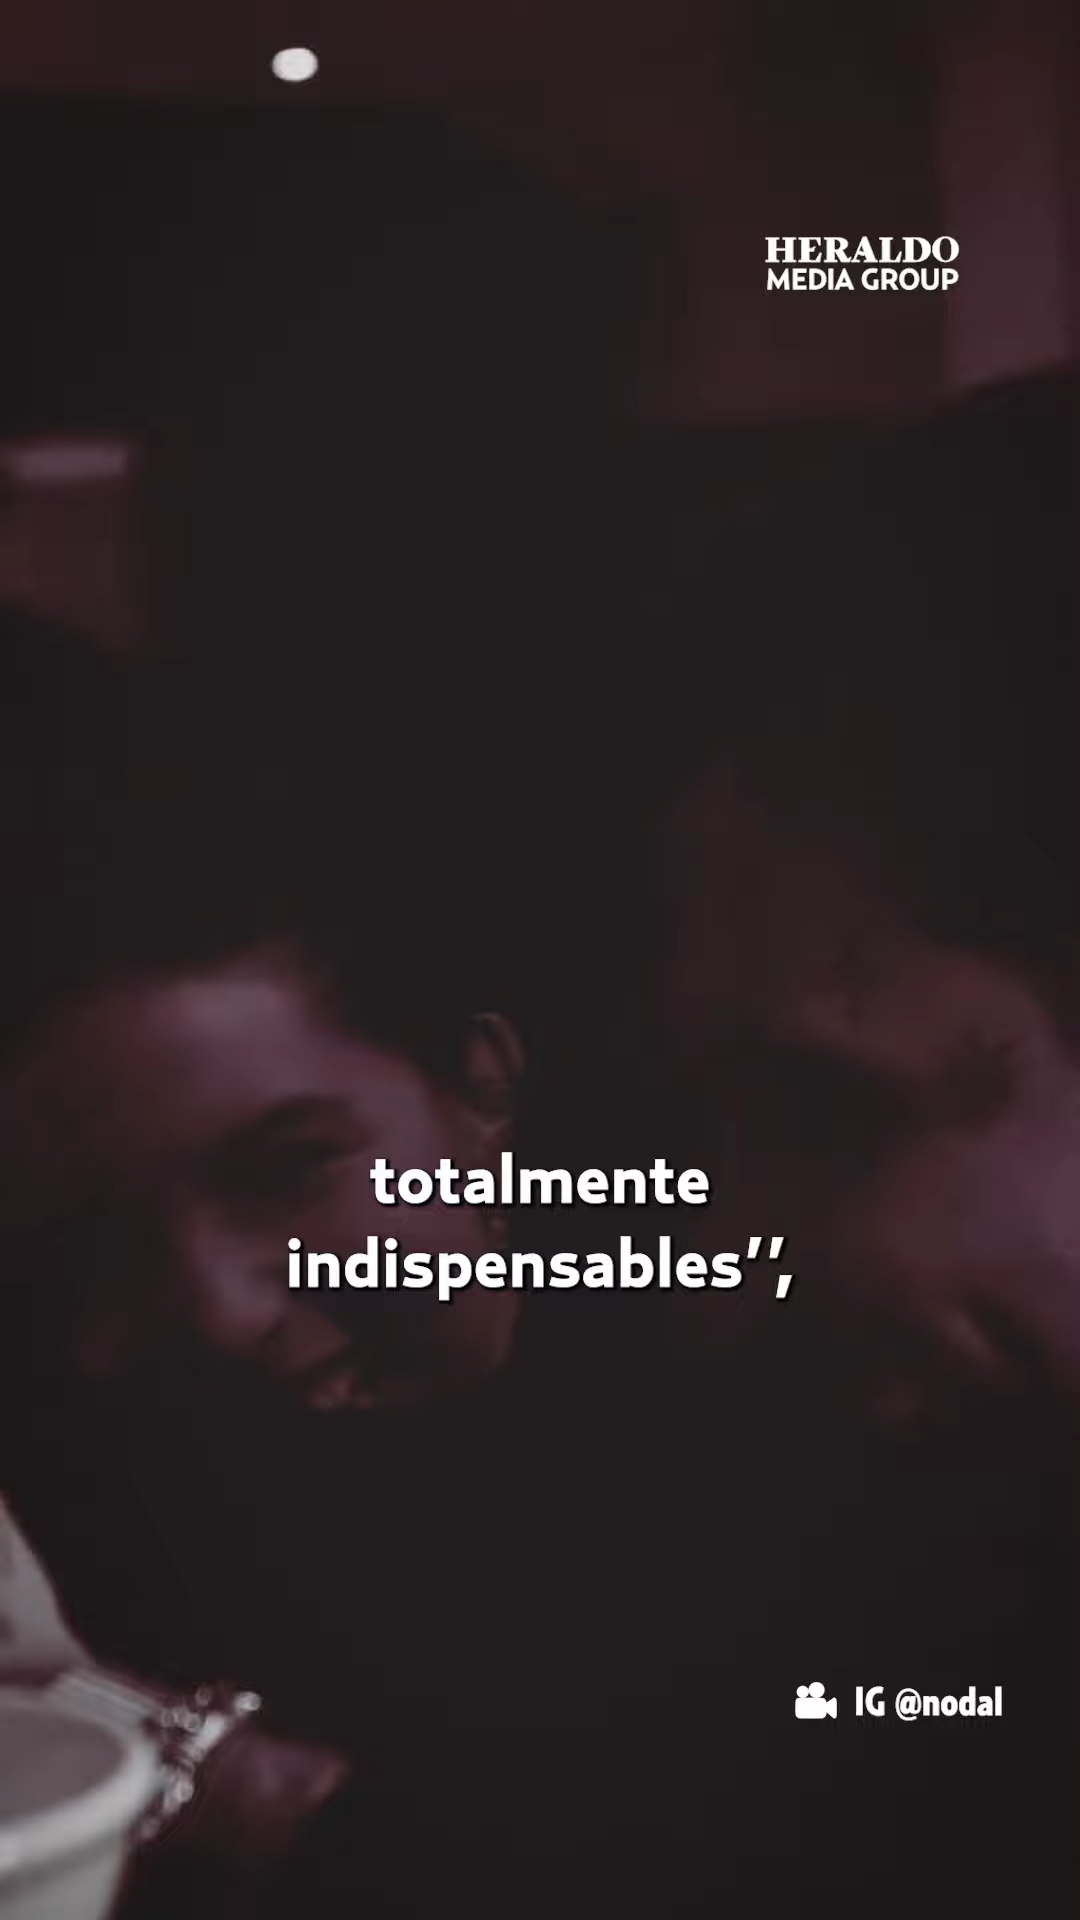 HERALDO
MEDIA GROUP
totalmente
indispensables’’,
IG @nodal